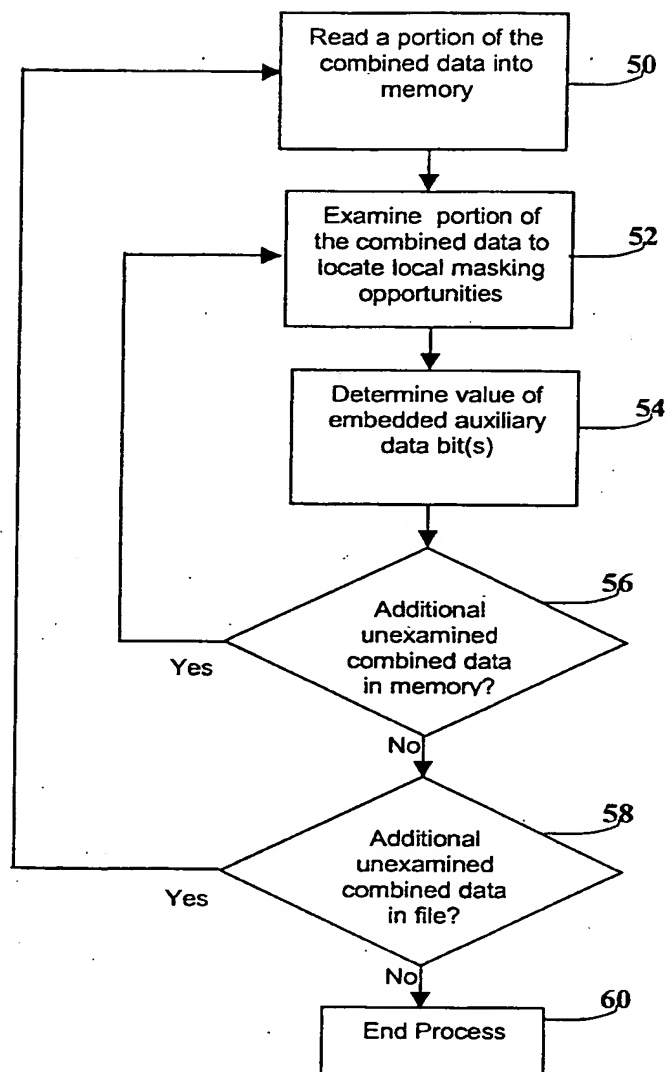 Read a portion of the
combined data into
memory
50
Examine portion of
the combined data to
locate local masking
opportunities
52
Determine value of
embedded auxiliary
data bit(s)
54
56
Additional
unexamined
combined data
in memory?
Yes
No
58
Additional
unexamined
combined data
in file?
Yes
No
60
End Process